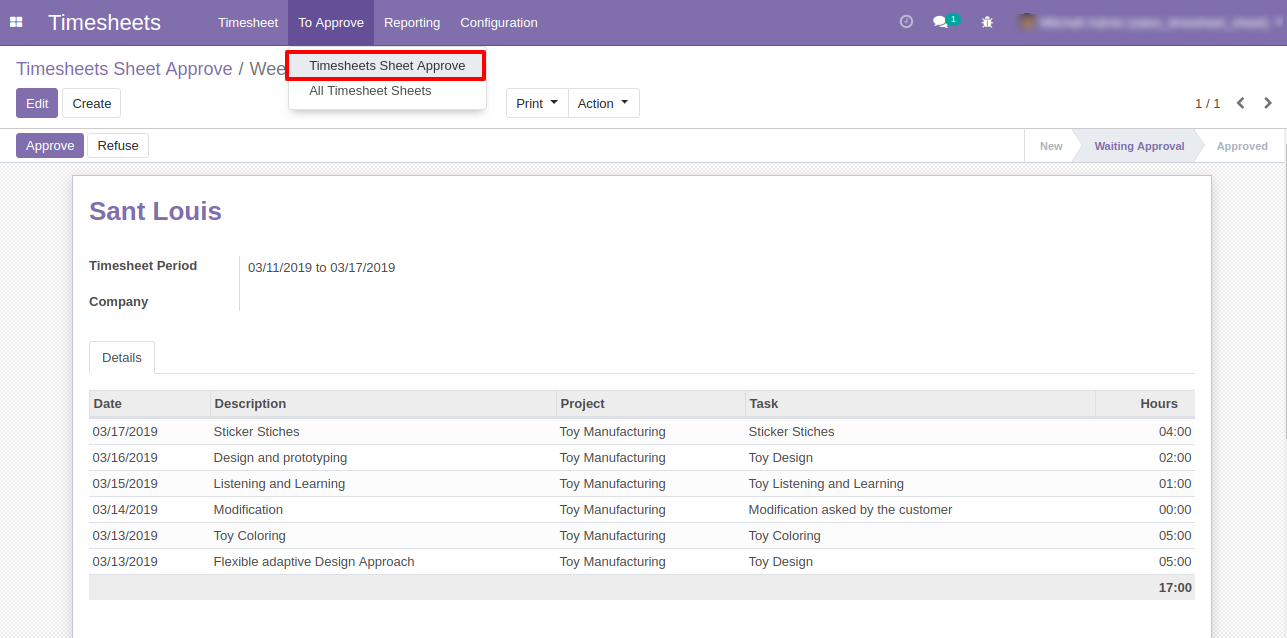 Timesheets Timesheet To Approve Reporting Configuration 1
Timesheets Sheet Approve / Wee
Timesheets Sheet Approve
All Timesheet Sheets
Edit Create Print Action 1 / 1
Approve Refuse New Waiting Approval Approved
Sant Louis
Timesheet Period 03/11/2019 to 03/17/2019
Company
Details
Date Description Project Task Hours
03/17/2019 Sticker Stiches Toy Manufacturing Sticker Stiches 04:00
03/16/2019 Design and prototyping Toy Manufacturing Toy Design 02:00
03/15/2019 Listening and Learning Toy Manufacturing Toy Listening and Learning 01:00
03/14/2019 Modification Toy Manufacturing Modification asked by the customer 00:00
03/13/2019 Toy Coloring Toy Manufacturing Toy Coloring 05:00
03/13/2019 Flexible adaptive Design Approach Toy Manufacturing Toy Design 05:00
17:00